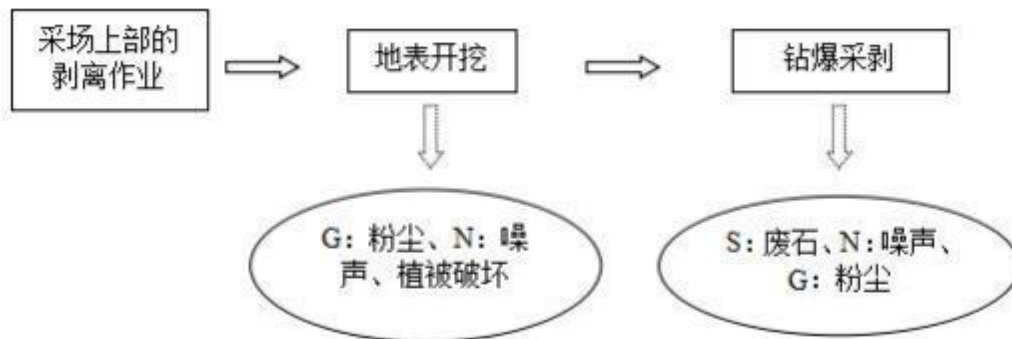 采场上部的
剥离作业
地表开挖
钻爆采剥
G：粉尘、N：噪
声、植被破坏
S：废石、N：噪声、
G：粉尘